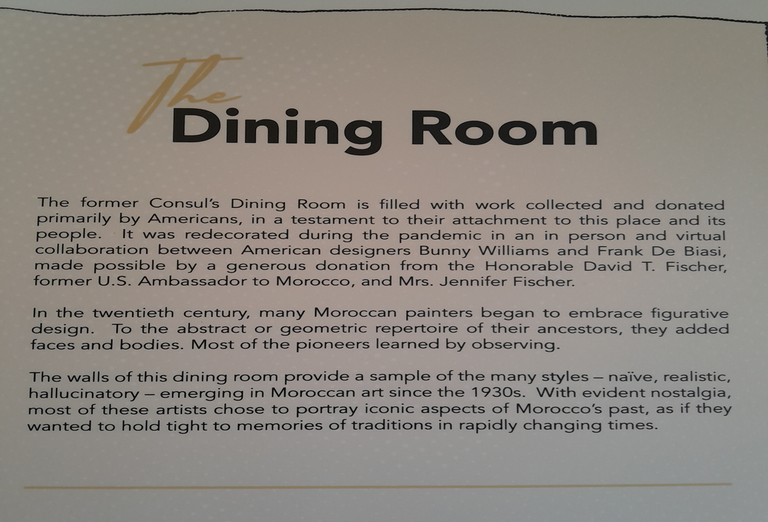 The
Dining Room
The former Consul's Dining Room is filled with work collected and donated
primarily by Americans, in a testament to their attachment to this place and its
people. It was redecorated during the pandemic in an in person and virtual
collaboration between American designers Bunny Williams and Frank De Biasi,
made possible by a generous donation from the Honorable David T. Fischer,
former U.S. Ambassador to Morocco, and Mrs. Jennifer Fischer.
In the twentieth century, many Moroccan painters began to embrace figurative
design. To the abstract or geometric repertoire of their ancestors, they added
faces and bodies. Most of the pioneers learned by observing.
The walls of this dining room provide a sample of the many styles – naïve, realistic,
hallucinatory – emerging in Moroccan art since the 1930s. With evident nostalgia,
most of these artists chose to portray iconic aspects of Morocco's past, as if they
wanted to hold tight to memories of traditions in rapidly changing times.